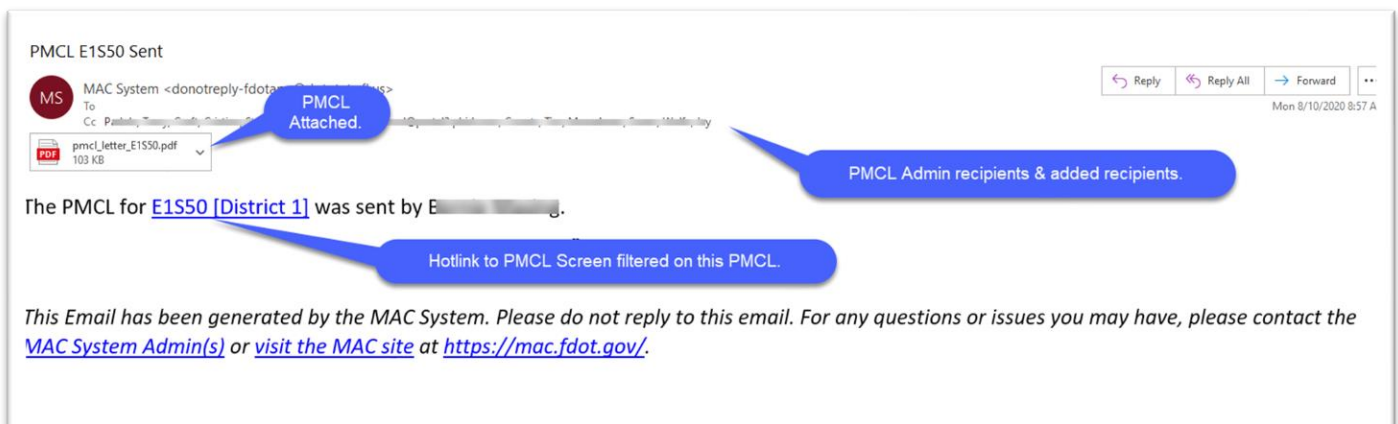 PMCL E1S50 Sent
Reply Reply All Forward ...
MS
MAC System <donotreply-
Mon 8/10/2020 8:57 A
To
Cc
PMCL
Attached.
PDF
pmcl_letter_E1S50.pdf
103 KB
PMCL Admin recipients & added recipients.
The PMCL for E1S50 [District 1] was sent by
Hotlink to PMCL Screen filtered on this PMCL.
This Email has been generated by the MAC System. Please do not reply to this email. For any questions or issues you may have, please contact the
MAC System Admin(s) or visit the MAC site at https://mac.fdot.gov/.